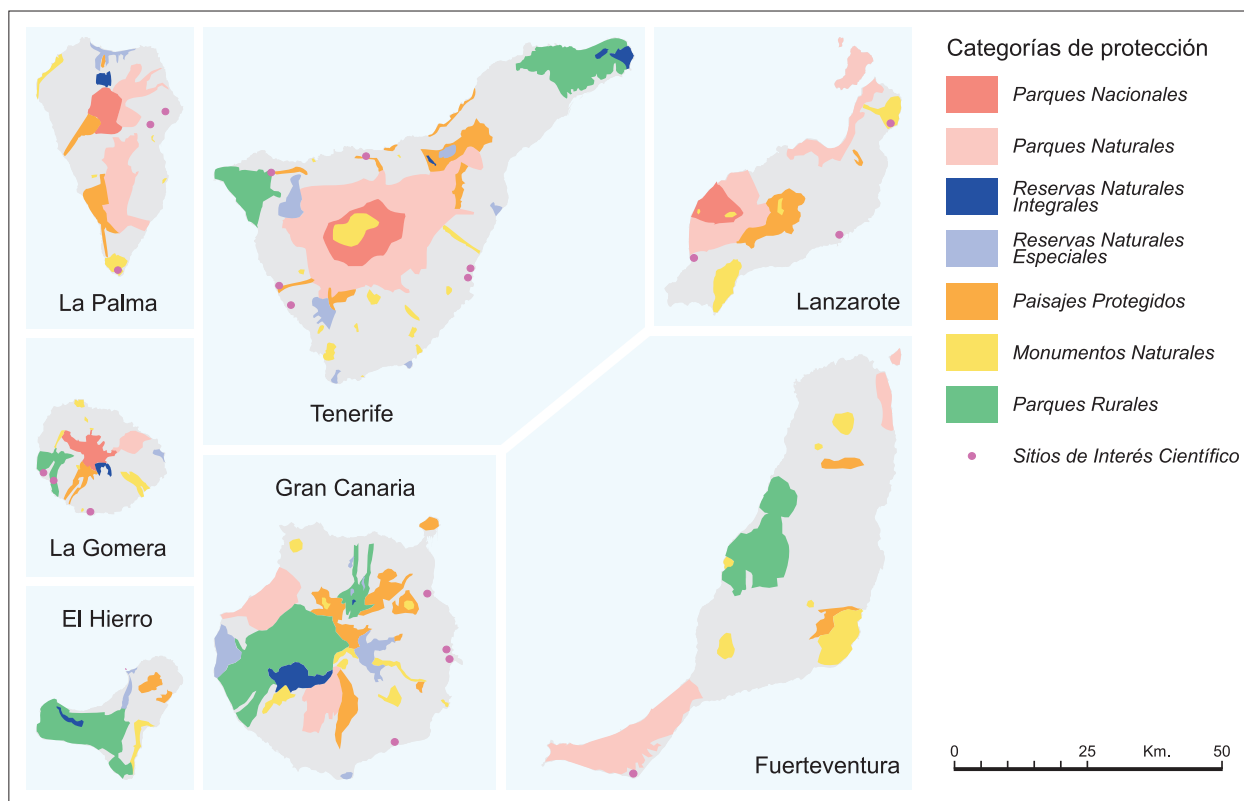 La Palma
Tenerife
Lanzarote
La Gomera
Gran Canaria
El Hierro
Fuerteventura
Categorías de protección
Parques Nacionales
Parques Naturales
Reservas Naturales
Integrales
Reservas Naturales
Especiales
Paisajes Protegidos
Monumentos Naturales
Parques Rurales
Sitios de Interés Científico
0 25 Km. 50